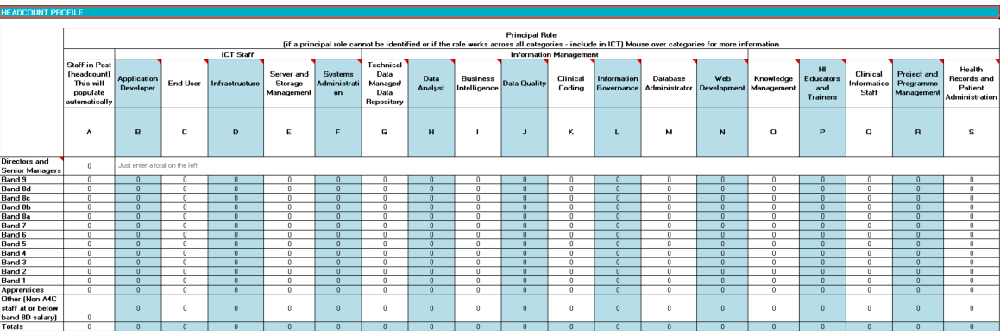 HEADCOUNT PROFILE
Principal Role
(if a principal role cannot be identified or if the role works across all categories - include in ICT) Mouse over categories for more information
ICT Staff Information Management
Staff in Post (headcount) This will populate automatically Application Developer End User Infrastructure Server and Storage Management Systems Administrati on Technical Data Manager/ Data Repository Data Analyst Business Intelligence Data Quality Clinical Coding Information Governance Database Administrator Web Development Knowledge Management HI Educators and Trainers Clinical Informatics Staff Project and Programme Management Health Records and Patient Administration
A B C D E F G H I J K L M N O P Q R S
Directors and Senior Managers 0 Just enter a total on the left
Band 9 0 0 0 0 0 0 0 0 0 0 0 0 0 0 0 0 0 0 0
Band 8d 0 0 0 0 0 0 0 0 0 0 0 0 0 0 0 0 0 0 0
Band 8c 0 0 0 0 0 0 0 0 0 0 0 0 0 0 0 0 0 0 0
Band 8b 0 0 0 0 0 0 0 0 0 0 0 0 0 0 0 0 0 0 0
Band 8a 0 0 0 0 0 0 0 0 0 0 0 0 0 0 0 0 0 0 0
Band 7 0 0 0 0 0 0 0 0 0 0 0 0 0 0 0 0 0 0 0
Band 6 0 0 0 0 0 0 0 0 0 0 0 0 0 0 0 0 0 0 0
Band 5 0 0 0 0 0 0 0 0 0 0 0 0 0 0 0 0 0 0 0
Band 4 0 0 0 0 0 0 0 0 0 0 0 0 0 0 0 0 0 0 0
Band 3 0 0 0 0 0 0 0 0 0 0 0 0 0 0 0 0 0 0 0
Band 2 0 0 0 0 0 0 0 0 0 0 0 0 0 0 0 0 0 0 0
Band 1 0 0 0 0 0 0 0 0 0 0 0 0 0 0 0 0 0 0 0
Apprentices 0 0 0 0 0 0 0 0 0 0 0 0 0 0 0 0 0 0 0
Other (Non A4C staff at or below band 8D salary) 0 0 0 0 0 0 0 0 0 0 0 0 0 0 0 0 0 0 0
Totals 0 0 0 0 0 0 0 0 0 0 0 0 0 0 0 0 0 0 0